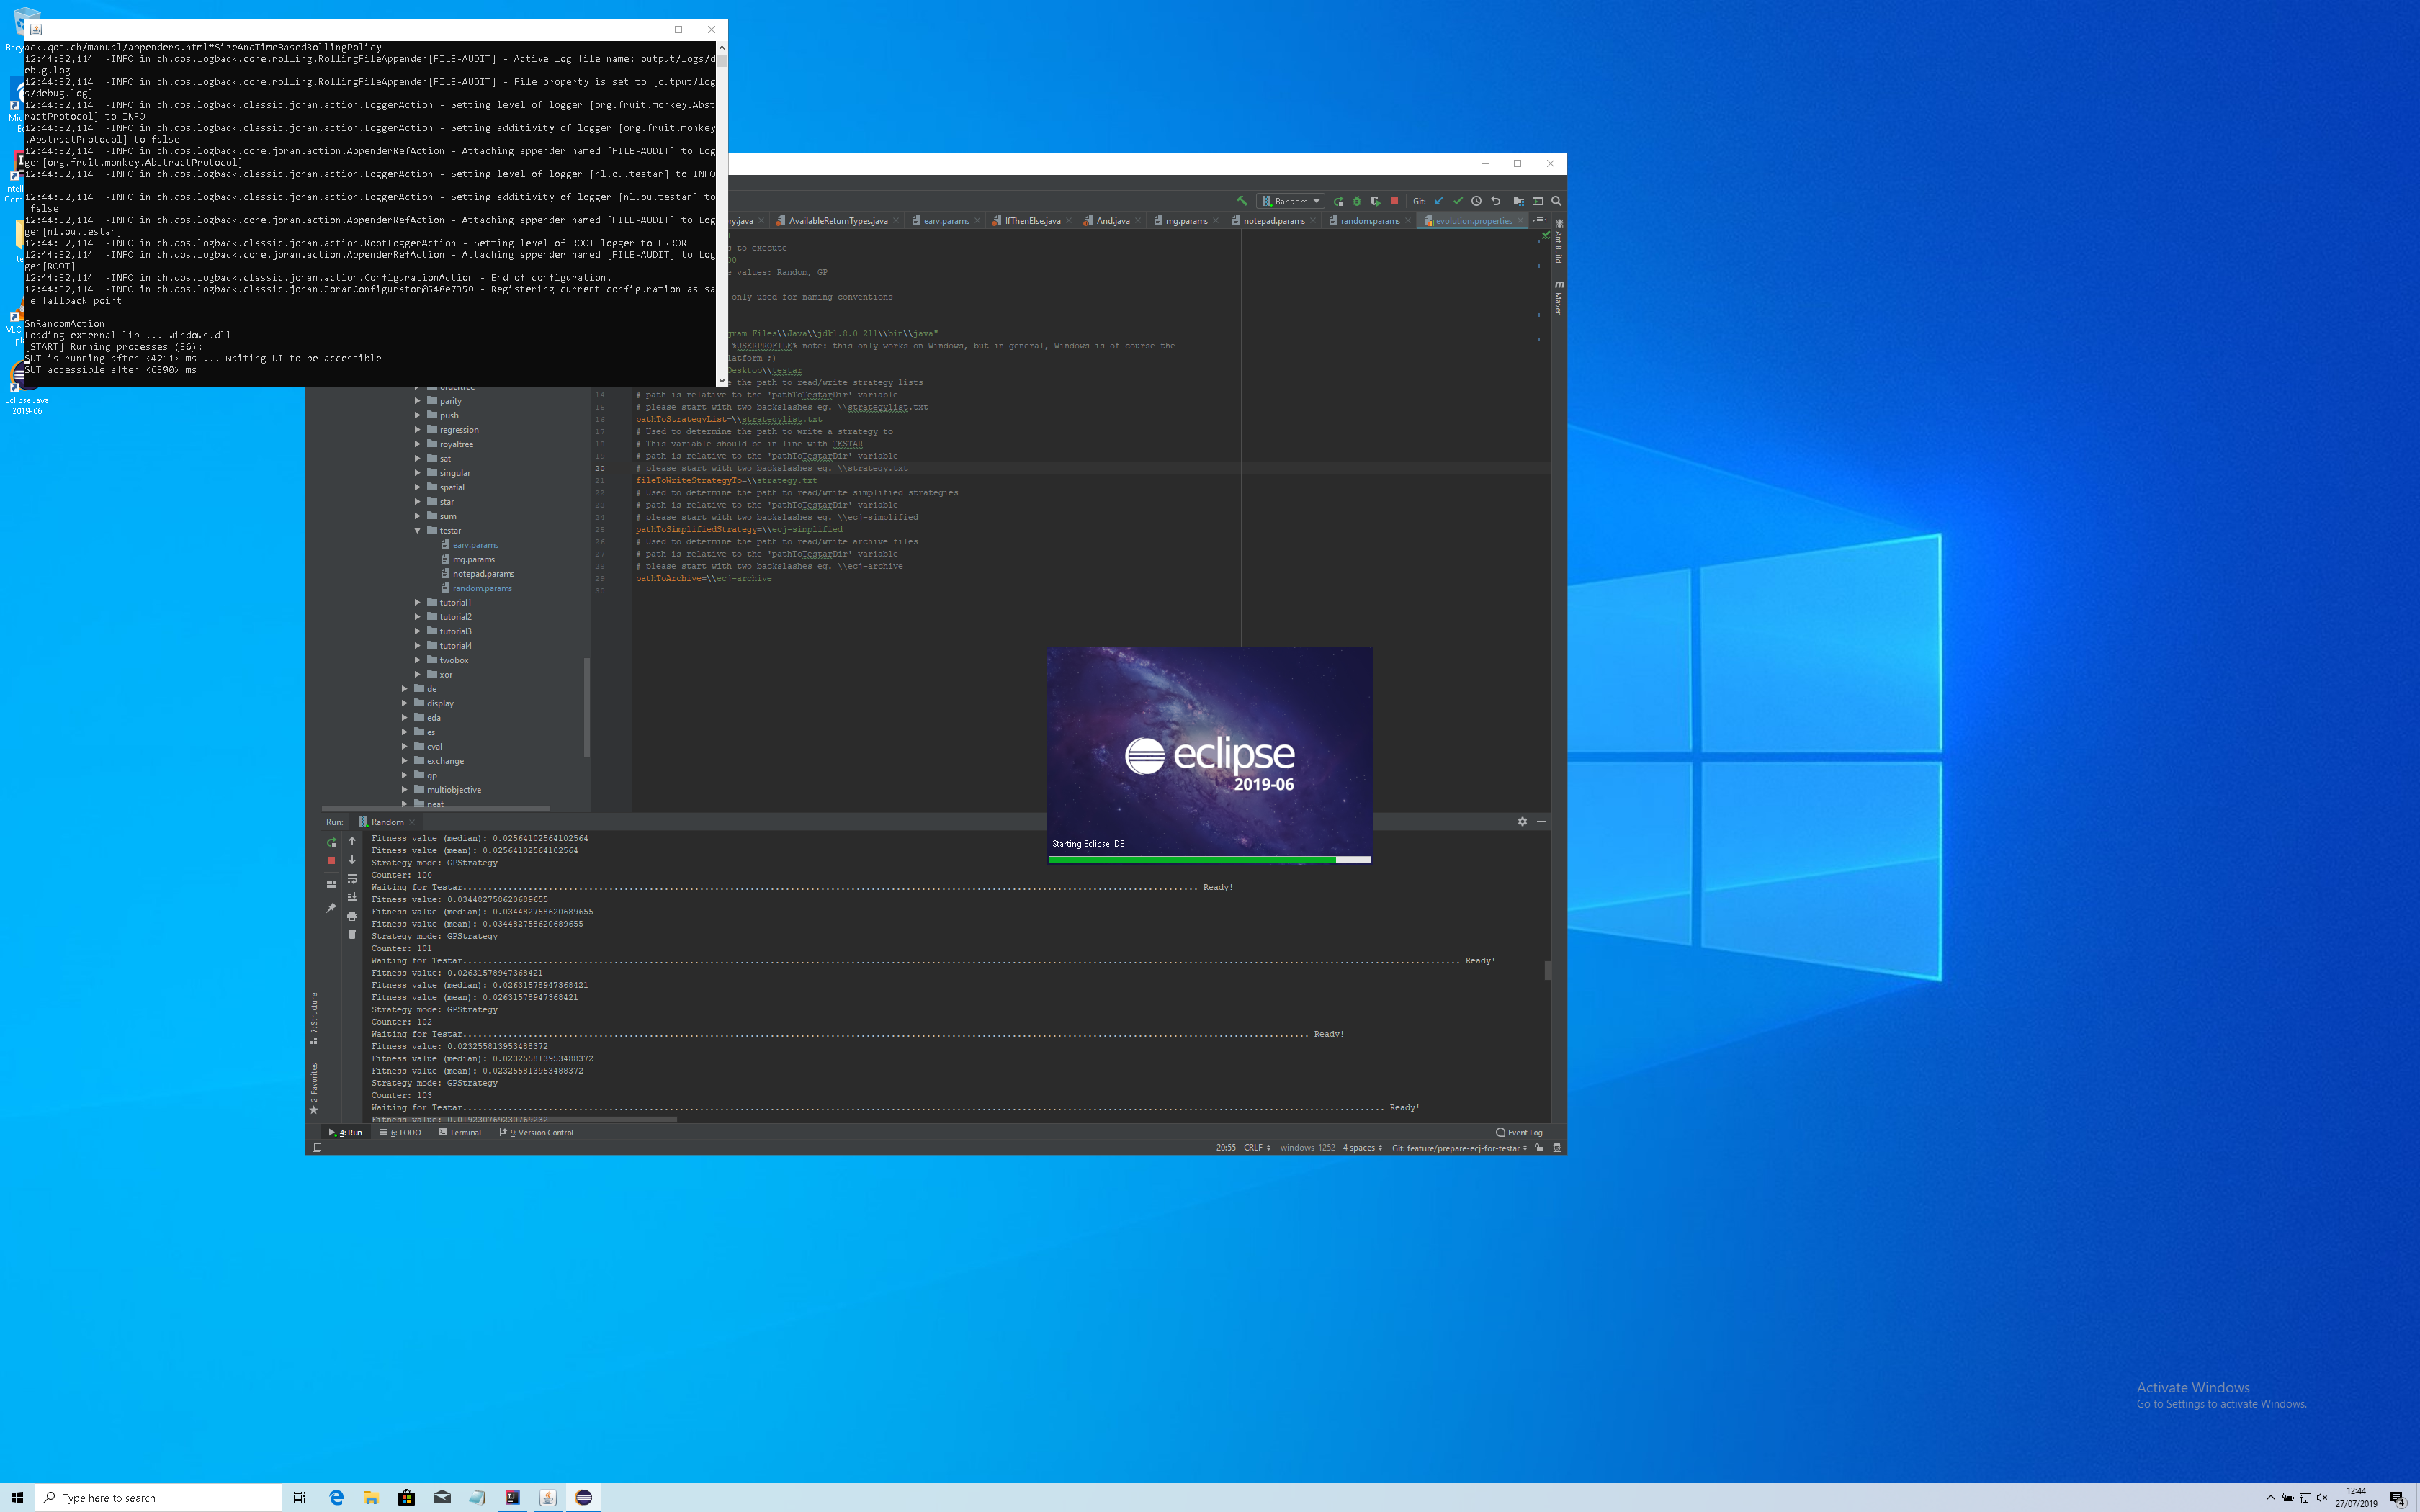 ack.qos.ch/manual/appenders.html#SizeAndTimeBasedRollingPolicy
12:44:32,114 |-INFO in ch.qos.logback.core.rolling.RollingFileAppender[FILE-AUDIT] - Active log file name: output/logs/d
ebug.log
12:44:32,114 |-INFO in ch.qos.logback.core.rolling.RollingFileAppender[FILE-AUDIT] - File property is set to [output/log
s/debug.log]
12:44:32,114 |-INFO in ch.qos.logback.classic.joran.action.LoggerAction - Setting level of logger [org.fruit.monkey.Abst
ractProtocol] to INFO
12:44:32,114 |-INFO in ch.qos.logback.classic.joran.action.LoggerAction - Setting additivity of logger [org.fruit.monkey
.AbstractProtocol] to false
12:44:32,114 |-INFO in ch.qos.logback.core.joran.action.AppenderRefAction - Attaching appender named [FILE-AUDIT] to Log
ger[org.fruit.monkey.AbstractProtocol]
12:44:32,114 |-INFO in ch.qos.logback.classic.joran.action.LoggerAction - Setting level of logger [nl.ou.testar] to INFO
12:44:32,114 |-INFO in ch.qos.logback.classic.joran.action.LoggerAction - Setting additivity of logger [nl.ou.testar] to
false
12:44:32,114 |-INFO in ch.qos.logback.core.joran.action.AppenderRefAction - Attaching appender named [FILE-AUDIT] to Log
ger[nl.ou.testar]
12:44:32,114 |-INFO in ch.qos.logback.classic.joran.action.RootLoggerAction - Setting level of ROOT logger to ERROR
12:44:32,114 |-INFO in ch.qos.logback.core.joran.action.AppenderRefAction - Attaching appender named [FILE-AUDIT] to Log
ger[ROOT]
12:44:32,114 |-INFO in ch.qos.logback.classic.joran.action.ConfigurationAction - End of configuration.
12:44:32,114 |-INFO in ch.qos.logback.classic.joran.JoranConfigurator@548e7350 - Registering current configuration as sa
fe fallback point
SnRandomAction
Loading external lib ... windows.dll
[START] Running processes (36):
SUT is running after <4211> ms ... waiting UI to be accessible
SUT accessible after <6390> ms
Eclipse Java
2019-06
Random
Git:
ry.java
AvailableReturnTypes.java
earv.params
IfThenElse.java
And.java
mg.params
notepad.params
random.params
evolution.properties
Ant Build
Maven
s to execute
00
e values: Random, GP
only used for naming conventions
gram Files\\Java\\jdk1.8.0_211\\bin\\java"
%USERPROFILE% note: this only works on Windows, but in general, Windows is of course the
latform ;)
Desktop\\testar
e the path to read/write strategy lists
14 # path is relative to the 'pathToTestarDir' variable
15 # please start with two backslashes eg. \\strategylist.txt
16 pathToStrategyList=\\strategylist.txt
17 # Used to determine the path to write a strategy to
18 # This variable should be in line with TESTAR
19 # path is relative to the 'pathToTestarDir' variable
20 # please start with two backslashes eg. \\strategy.txt
21 fileToWriteStrategyTo=\\strategy.txt
22 # Used to determine the path to read/write simplified strategies
23 # path is relative to the 'pathToTestarDir' variable
24 # please start with two backslashes eg. \\ecj-simplified
25 pathToSimplifiedStrategy=\\ecj-simplified
26 # Used to determine the path to read/write archive files
27 # path is relative to the 'pathToTestarDir' variable
28 # please start with two backslashes eg. \\ecj-archive
29 pathToArchive=\\ecj-archive
30
parity
push
regression
royaltree
sat
singular
spatial
star
sum
testar
earv.params
mg.params
notepad.params
random.params
tutorial1
tutorial2
tutorial3
tutorial4
twobox
xor
de
display
eda
es
eval
exchange
gp
multiobjective
neat
eclipse
2019-06
Starting Eclipse IDE
Run: Random
Fitness value (median): 0.02564102564102564
Fitness value (mean): 0.02564102564102564
Strategy mode: GPStrategy
Counter: 100
Waiting for Testar................ Ready!
Fitness value: 0.034482758620689655
Fitness value (median): 0.034482758620689655
Fitness value (mean): 0.034482758620689655
Strategy mode: GPStrategy
Counter: 101
Waiting for Testar................ Ready!
Fitness value: 0.02631578947368421
Fitness value (median): 0.02631578947368421
Fitness value (mean): 0.02631578947368421
Strategy mode: GPStrategy
Counter: 102
Waiting for Testar................ Ready!
Fitness value: 0.023255813953488372
Fitness value (median): 0.023255813953488372
Fitness value (mean): 0.023255813953488372
Strategy mode: GPStrategy
Counter: 103
Waiting for Testar................ Ready!
Fitness value: 0.019230769230769232
7: Structure
2: Favorites
4: Run
6: TODO
Terminal
9: Version Control
Event Log
20:55 CRLF windows-1252 4 spaces Git: feature/prepare-ecj-for-testar
Activate Windows
Go to Settings to activate Windows.
Type here to search
12:44
27/07/2019
4